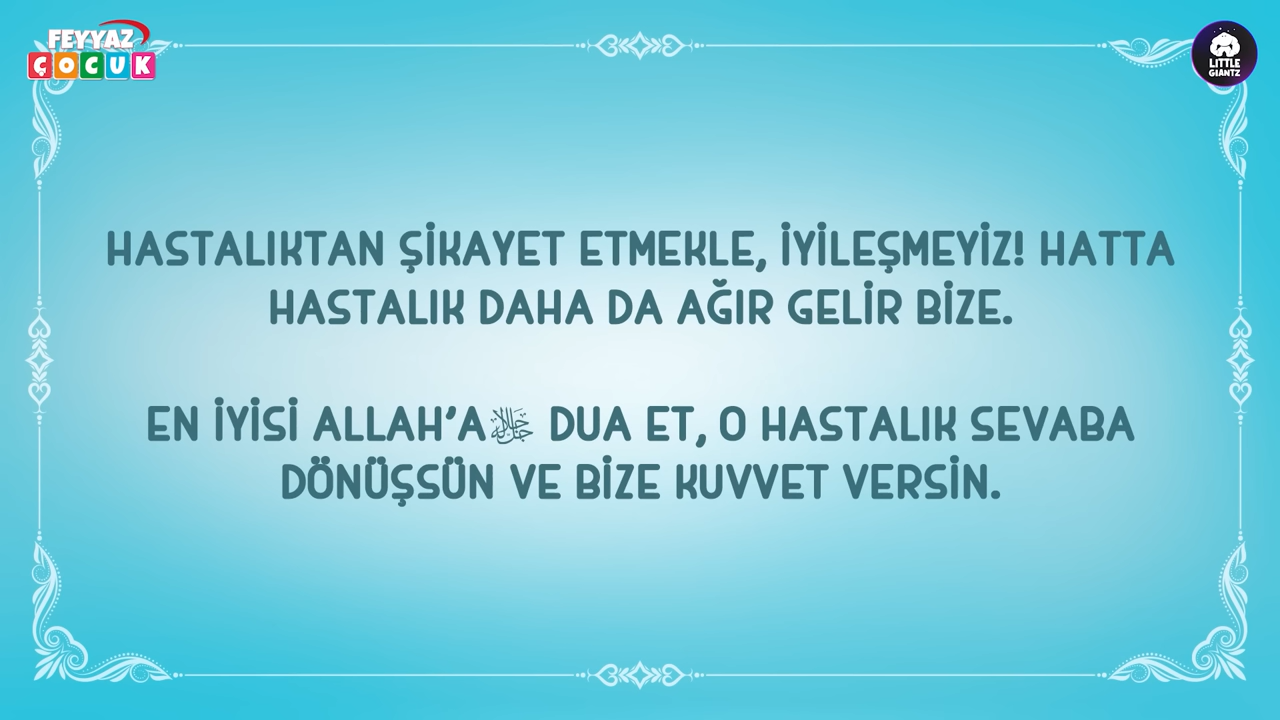 FEYYAZ
ÇOCUK
LITTLE
GIANTZ
HASTALIKTAN ŞİKAYET ETMEKLE, İYİLEŞMEYİZ! HATTA
HASTALIK DAHA DA AĞIR GELİR BİZE.
EN İYİSİ ALLAH'Aﷻ DUA ET, O HASTALIK SEVABA
DÖNÜŞSÜN VE BİZE KUVVET VERSİN.